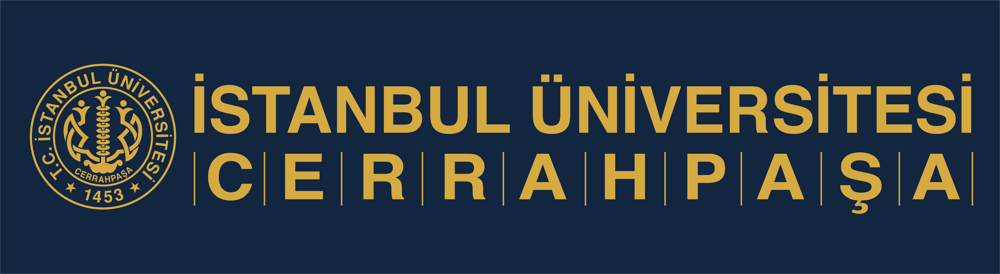 T.C. İSTANBUL ÜNİVERSİTESİ
CERRAHPAŞA
1453
İSTANBUL ÜNİVERSİTESİ
|C|E|R|R|A|H|P|A|Ş|A|